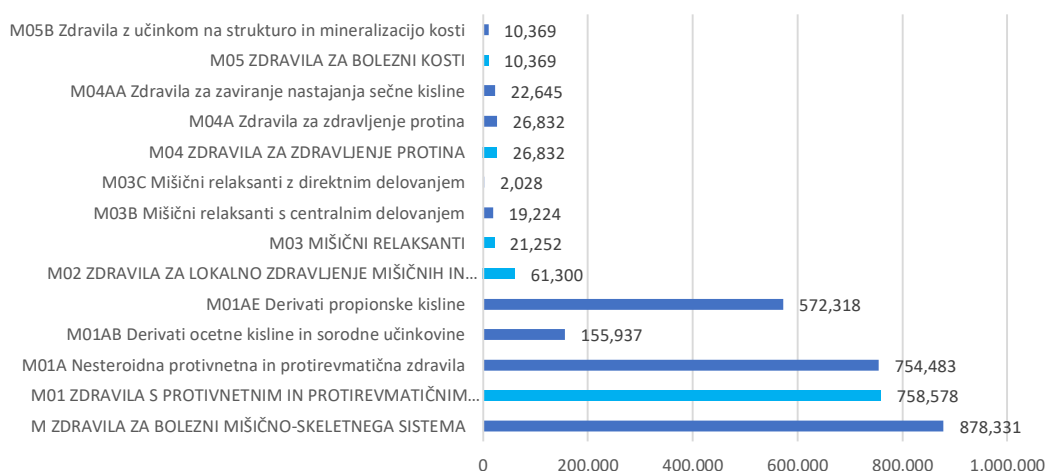 M05B Zdravila z učinkom na strukturo in mineralizacijo kosti 10,369
M05 ZDRAVILA ZA BOLEZNI KOSTI 10,369
M04AA Zdravila za zaviranje nastajanja sečne kisline 22,645
M04A Zdravila za zdravljenje protina 26,832
M04 ZDRAVILA ZA ZDRAVLJENJE PROTINA 26,832
M03C Mišični relaksanti z direktnim delovanjem 2,028
M03B Mišični relaksanti s centralnim delovanjem 19,224
M03 MIŠIČNI RELAKSANTI 21,252
M02 ZDRAVILA ZA LOKALNO ZDRAVLJENJE MIŠIČNIH IN... 61,300
M01AE Derivati propionske kisline 572,318
M01AB Derivati ocetne kisline in sorodne učinkovine 155,937
M01A Nesteroidna protivnetna in protirevmatična zdravila 754,483
M01 ZDRAVILA S PROTIVNETNIM IN PROTIREVMATIČNIM... 758,578
M ZDRAVILA ZA BOLEZNI MIŠIČNO-SKELETNEGA SISTEMA 878,331
0 200.000 400.000 600.000 800.000 1.000.000